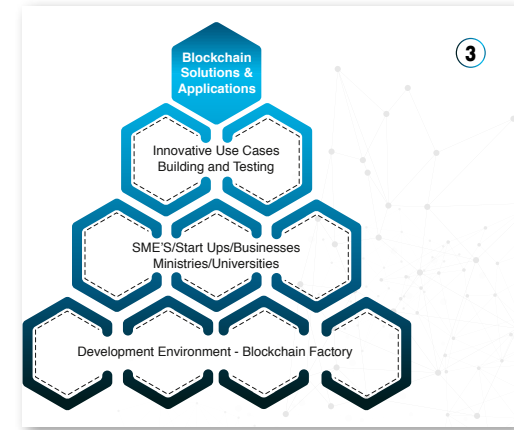 3
Blockchain
Solutions &
Applications
Innovative Use Cases
Building and Testing
SME'S/Start Ups/Businesses
Ministries/Universities
Development Environment - Blockchain Factory